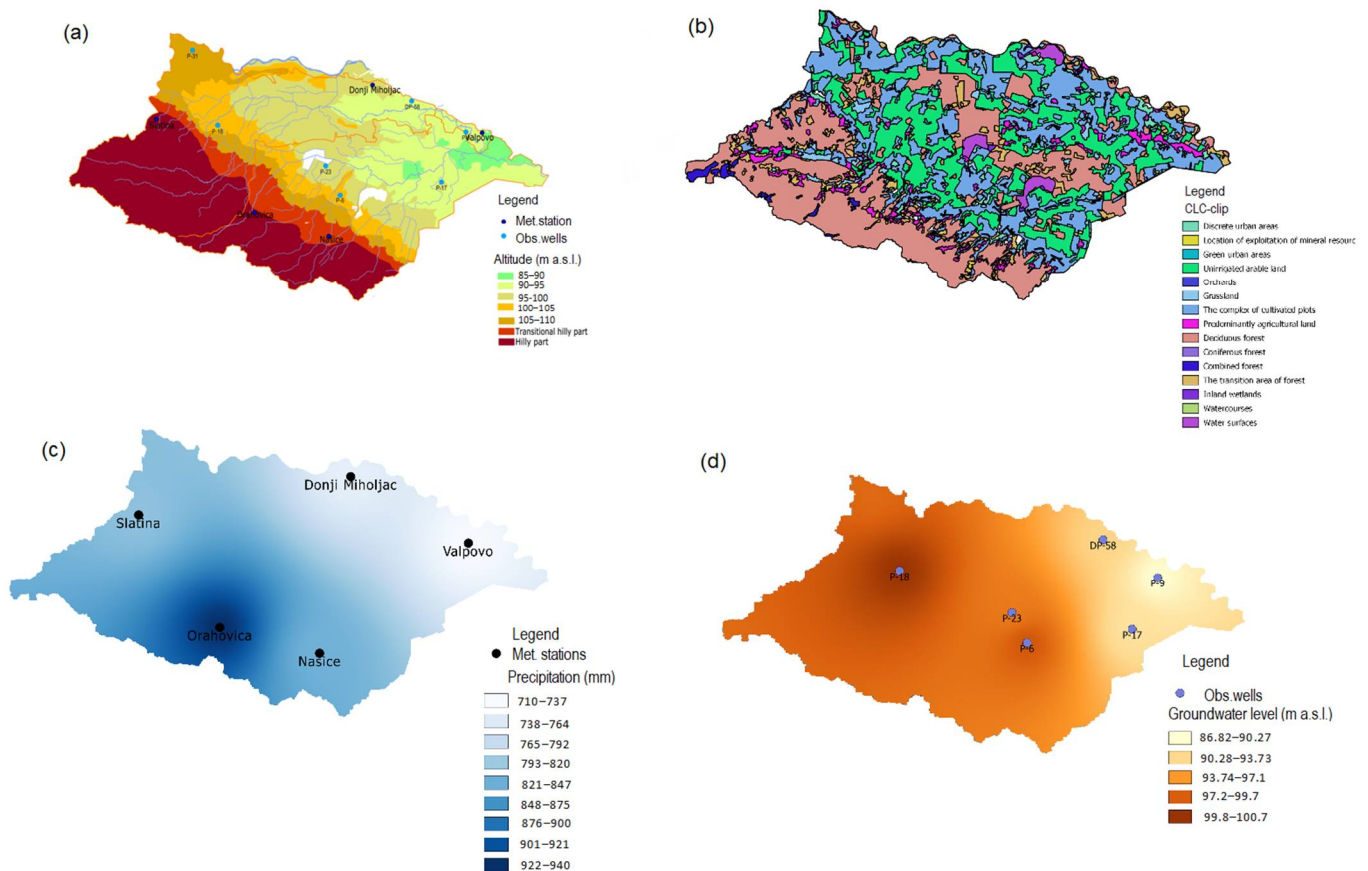 (a)
P-31
Donji Miholjac
DP-58
Slatina
P-18
Valpovo
P-23
P-17
P-6
Orahovica
Našice
Legend
Met.station
Obs.wells
Altitude (m a.s.l.)
85–90
90–95
95-100
100–105
105–110
Transitional hilly part
Hilly part
(b)
Legend
CLC-clip
Discrete urban areas
Location of exploitation of mineral resourc
Green urban areas
Unirrigated arable land
Orchards
Grassland
The complex of cultivated plots
Predominantly agricultural land
Deciduous forest
Coniferous forest
Combined forest
The transition area of forest
Inland wetlands
Watercourses
Water surfaces
(c)
Donji Miholjac
Slatina
Valpovo
Orahovica
Našice
Legend
Met. stations
Precipitation (mm)
710–737
738–764
765–792
793–820
821–847
848–875
876–900
901–921
922–940
(d)
DP-58
P-18
P-9
P-23
P-17
P-6
Legend
Obs.wells
Groundwater level (m a.s.l.)
86.82–90.27
90.28–93.73
93.74–97.1
97.2–99.7
99.8–100.7